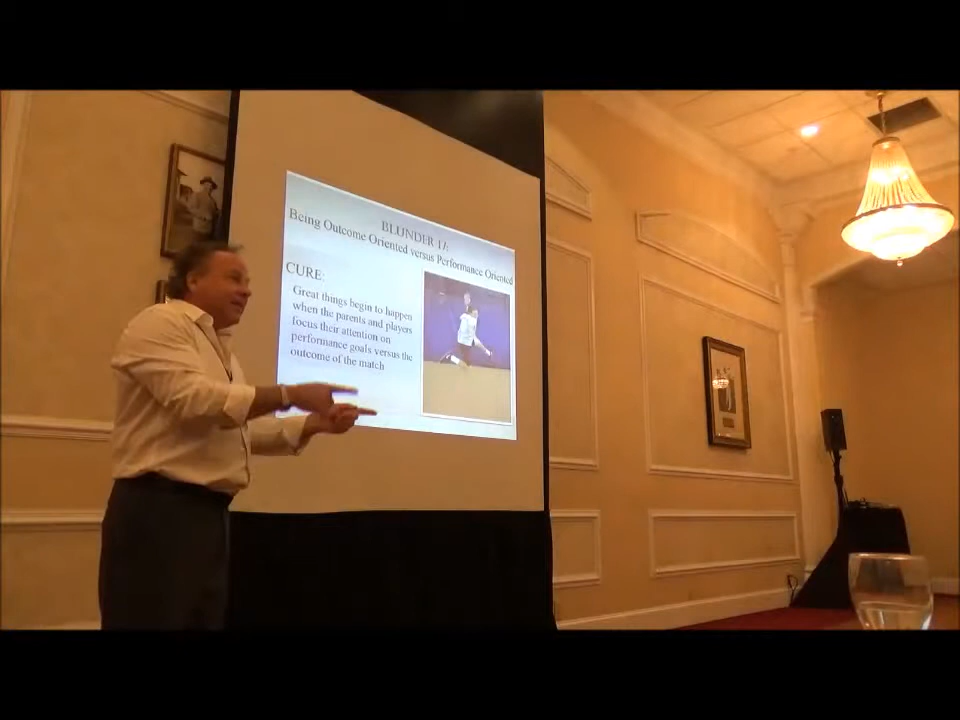 BLUNDER
Being Outcome Oriented versus Performance Oriented
CURE:
Great things begin to happen
when the parents and players
focus their attention on
performance goals versus the
outcome of the match